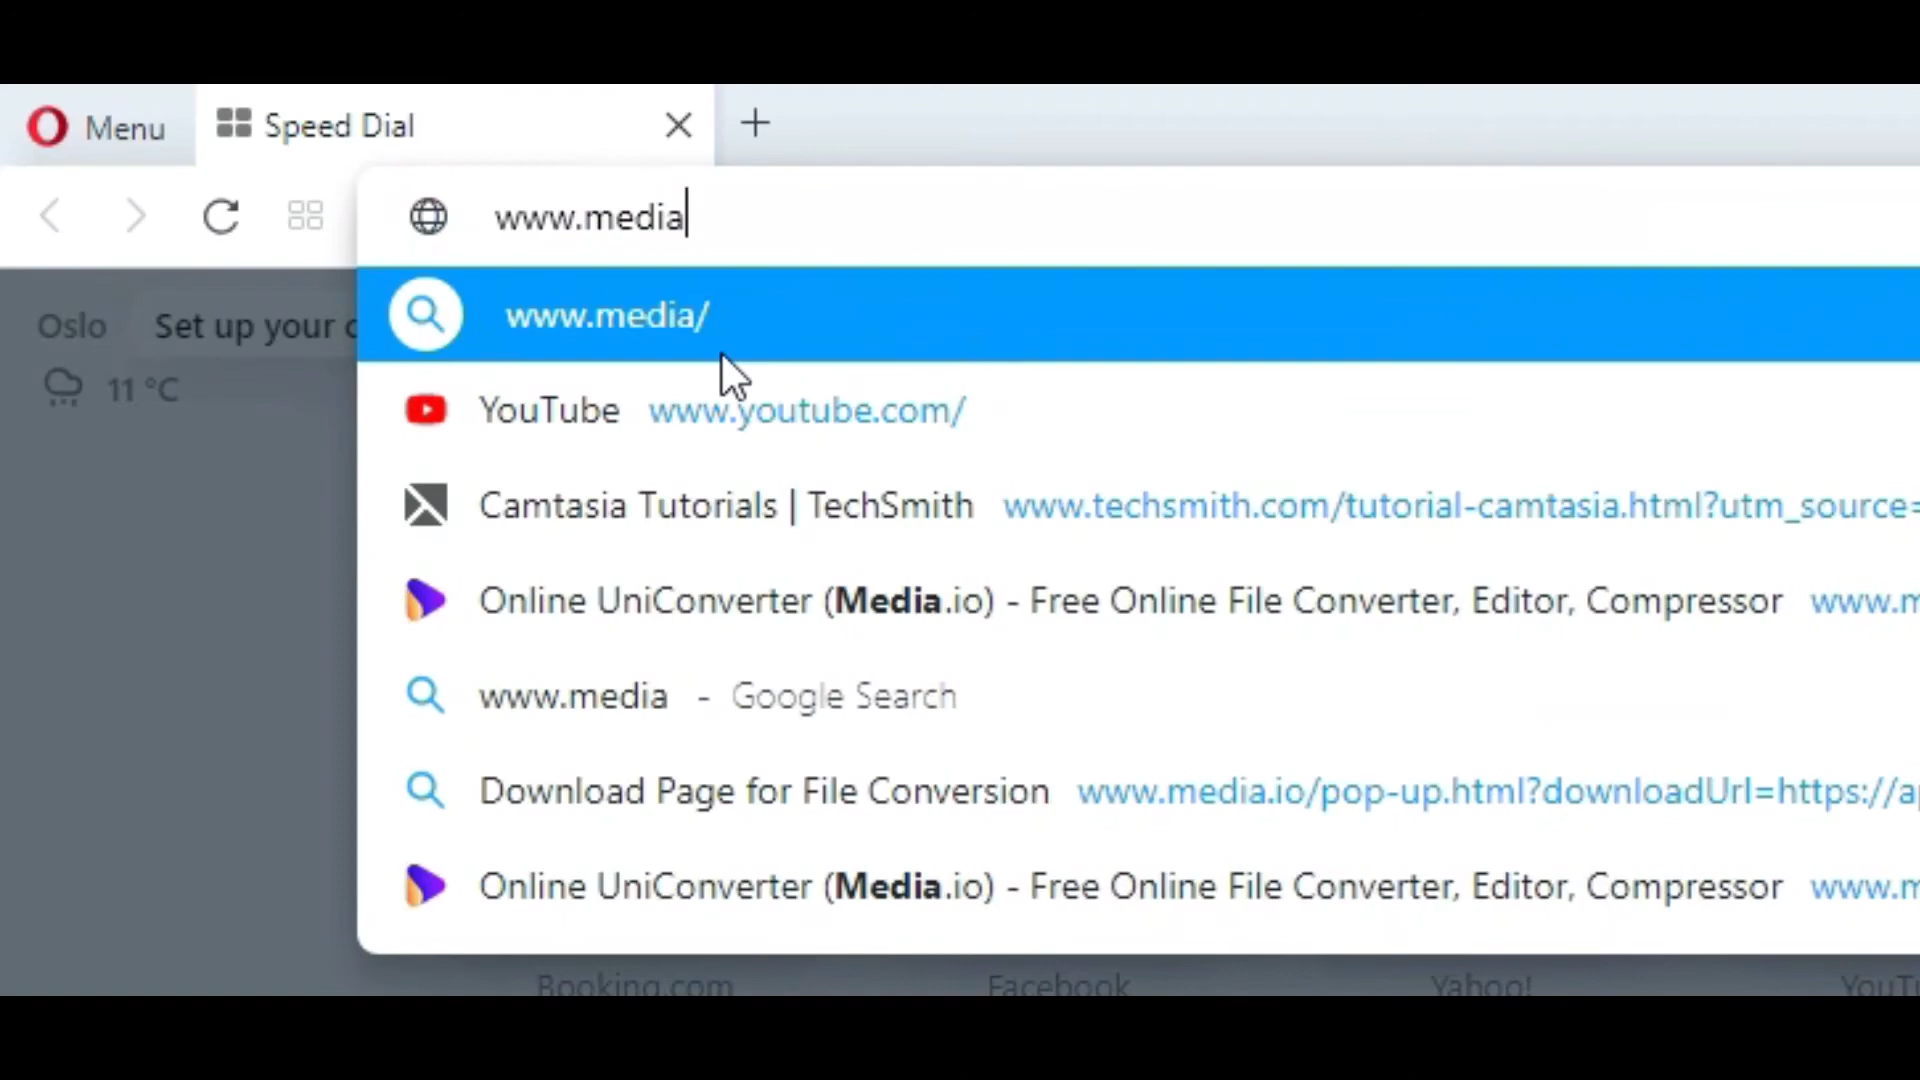 Menu
Speed Dial
www.media
Oslo
Set up your
11 °C
www.media/
YouTube www.youtube.com/
Camtasia Tutorials | TechSmith www.techsmith.com/tutorial-camtasia.html?utm_source=
Online UniConverter (Media.io) - Free Online File Converter, Editor, Compressor www.m
www.media - Google Search
Download Page for File Conversion www.media.io/pop-up.html?downloadUrl=https://a
Online UniConverter (Media.io) - Free Online File Converter, Editor, Compressor www.m
Booking.com Facebook Yahoo! YouT